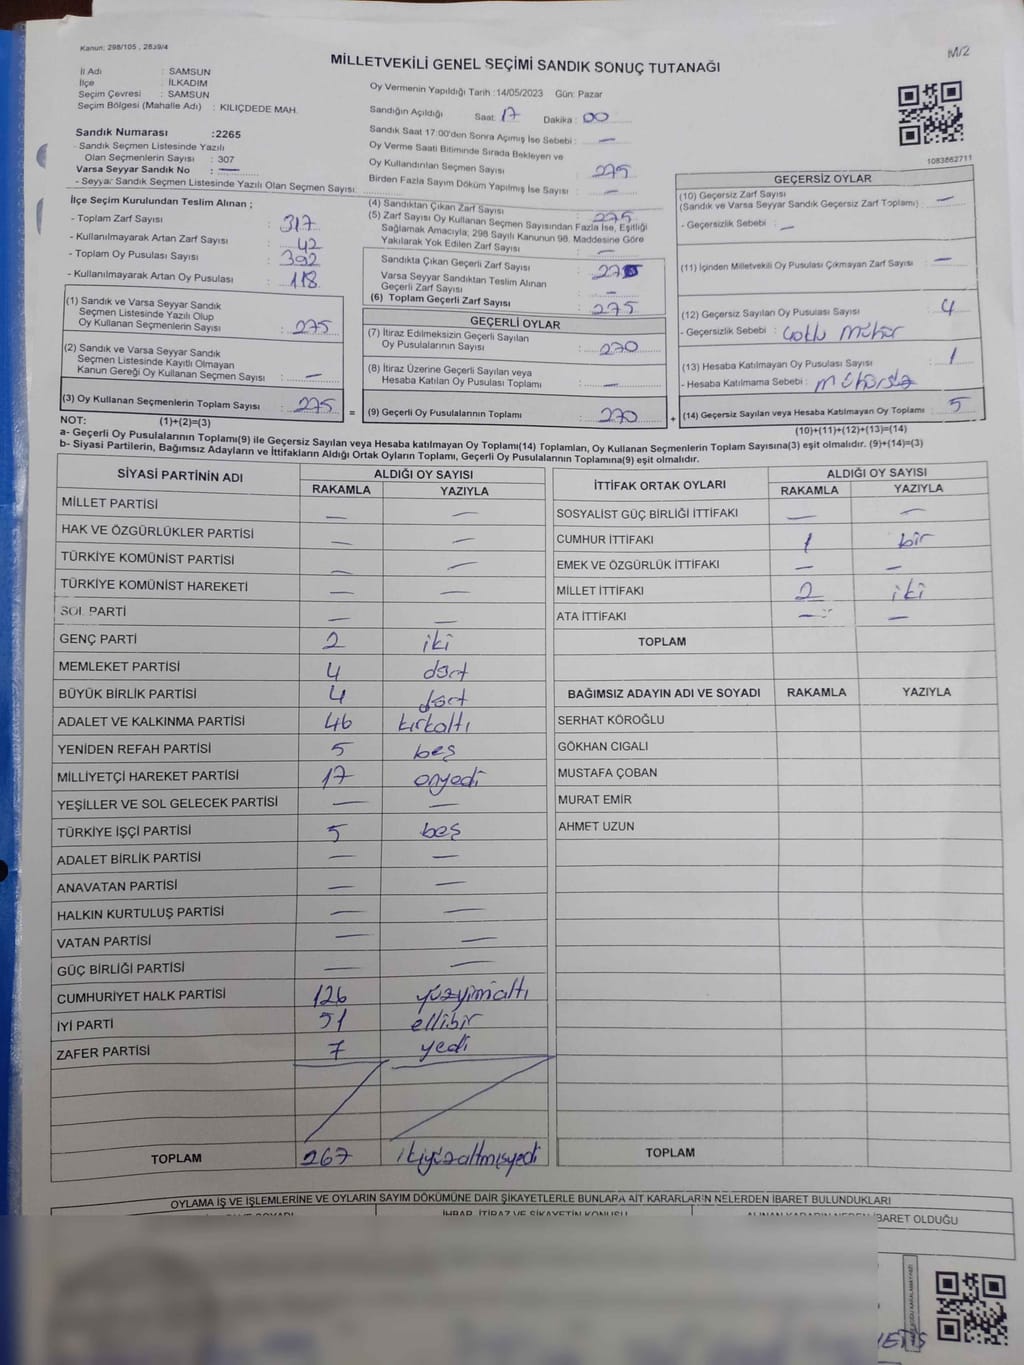 Kanun: 298/105 , 2839/4
M/2
MİLLETVEKİLİ GENEL SEÇİMİ SANDIK SONUÇ TUTANAĞI
İl Adı : SAMSUN
İlçe : İLKADIM
Seçim Çevresi : SAMSUN
Seçim Bölgesi (Mahalle Adı) : KILIÇDEDE MAH.
Sandık Numarası :2265
Sandık Seçmen Listesinde Yazılı
Olan Seçmenlerin Sayısı : 307
Varsa Seyyar Sandık No : —
- Seyyar Sandık Seçmen Listesinde Yazılı Olan Seçmen Sayısı:
İlçe Seçim Kurulundan Teslim Alınan ;
- Toplam Zarf Sayısı : 317
- Kullanılmayarak Artan Zarf Sayısı : 42
- Toplam Oy Pusulası Sayısı : 392
- Kullanılmayarak Artan Oy Pusulası : 118
(1) Sandık ve Varsa Seyyar Sandık
Seçmen Listesinde Yazılı Olup
Oy Kullanan Seçmenlerin Sayısı : 275
(2) Sandık ve Varsa Seyyar Sandık
Seçmen Listesinde Kayıtlı Olmayan
Kanun Gereği Oy Kullanan Seçmen Sayısı : —
(3) Oy Kullanan Seçmenlerin Toplam Sayısı : 275
(1)+(2)=(3)
Oy Vermenin Yapıldığı Tarih :14/05/2023 Gün: Pazar
Sandığın Açıldığı Saat: 17 Dakika : 00
Sandık Saat 17:00'den Sonra Açılmış İse Sebebi : —
Oy Verme Saati Bitiminde Sırada Bekleyen ve
Oy Kullandırılan Seçmen Sayısı : 275
Birden Fazla Sayım Döküm Yapılmış İse Sayısı : —
(4) Sandıktan Çıkan Zarf Sayısı : 275
(5) Zarf Sayısı Oy Kullanan Seçmen Sayısından Fazla İse, Eşitliği
Sağlamak Amacıyla; 298 Sayılı Kanunun 98. Maddesine Göre
Yakılarak Yok Edilen Zarf Sayısı : —
Sandıkta Çıkan Geçerli Zarf Sayısı : 275
Varsa Seyyar Sandıktan Teslim Alınan
Geçerli Zarf Sayısı : —
(6) Toplam Geçerli Zarf Sayısı : 275
GEÇERLİ OYLAR
(7) İtiraz Edilmeksizin Geçerli Sayılan
Oy Pusulalarının Sayısı : 270
(8) İtiraz Üzerine Geçerli Sayılan veya
Hesaba Katılan Oy Pusulası Toplamı : —
= (9) Geçerli Oy Pusulalarının Toplamı : 270 +
1083862711
GEÇERSİZ OYLAR
(10) Geçersiz Zarf Sayısı
(Sandık ve Varsa Seyyar Sandık Geçersiz Zarf Toplamı) : —
- Geçersizlik Sebebi : —
(11) İçinden Milletvekili Oy Pusulası Çıkmayan Zarf Sayısı : —
(12) Geçersiz Sayılan Oy Pusulası Sayısı : 4
- Geçersizlik Sebebi : Çoklu Mühür
(13) Hesaba Katılmayan Oy Pusulası Sayısı : 1
- Hesaba Katılmama Sebebi : Mühürsüz
(14) Geçersiz Sayılan veya Hesaba Katılmayan Oy Toplamı : 5
(10)+(11)+(12)+(13)=(14)
NOT:
a- Geçerli Oy Pusulalarının Toplamı(9) ile Geçersiz Sayılan veya Hesaba katılmayan Oy Toplamı(14) Toplamları, Oy Kullanan Seçmenlerin Toplam Sayısına(3) eşit olmalıdır. (9)+(14)=(3)
b- Siyasi Partilerin, Bağımsız Adayların ve İttifakların Aldığı Ortak Oyların Toplamı, Geçerli Oy Pusulalarının Toplamına(9) eşit olmalıdır.
SİYASİ PARTİNİN ADI ALDIĞI OY SAYISI
RAKAMLA YAZIYLA
MİLLET PARTİSİ — —
HAK VE ÖZGÜRLÜKLER PARTİSİ — —
TÜRKİYE KOMÜNİST PARTİSİ — —
TÜRKİYE KOMÜNİST HAREKETİ — —
SOL PARTİ — —
GENÇ PARTİ 2 iki
MEMLEKET PARTİSİ 4 dört
BÜYÜK BİRLİK PARTİSİ 4 dört
ADALET VE KALKINMA PARTİSİ 46 kırkaltı
YENİDEN REFAH PARTİSİ 5 beş
MİLLİYETÇİ HAREKET PARTİSİ 17 onyedi
YEŞİLLER VE SOL GELECEK PARTİSİ — —
TÜRKİYE İŞÇİ PARTİSİ 5 beş
ADALET BİRLİK PARTİSİ — —
ANAVATAN PARTİSİ — —
HALKIN KURTULUŞ PARTİSİ — —
VATAN PARTİSİ — —
GÜÇ BİRLİĞİ PARTİSİ — —
CUMHURİYET HALK PARTİSİ 126 yüzyirmialtı
İYİ PARTİ 51 ellibir
ZAFER PARTİSİ 7 yedi
TOPLAM 267 ikiyüzaltmışyedi
İTTİFAK ORTAK OYLARI ALDIĞI OY SAYISI
RAKAMLA YAZIYLA
SOSYALİST GÜÇ BİRLİĞİ İTTİFAKI — —
CUMHUR İTTİFAKI 1 bir
EMEK VE ÖZGÜRLÜK İTTİFAKI — —
MİLLET İTTİFAKI 2 iki
ATA İTTİFAKI — —
TOPLAM
BAĞIMSIZ ADAYIN ADI VE SOYADI RAKAMLA YAZIYLA
SERHAT KÖROĞLU
GÖKHAN CIGALI
MUSTAFA ÇOBAN
MURAT EMİR
AHMET UZUN
TOPLAM
OYLAMA İŞ VE İŞLEMLERİNE VE OYLARIN SAYIM DÖKÜMÜNE DAİR ŞİKAYETLERLE BUNLARA AİT KARARLARIN NELERDEN İBARET BULUNDUKLARI
İHBAR, İTİRAZ VE ŞİKAYETİN KONUSU
ALINAN KARARIN NEDEN İBARET OLDUĞU